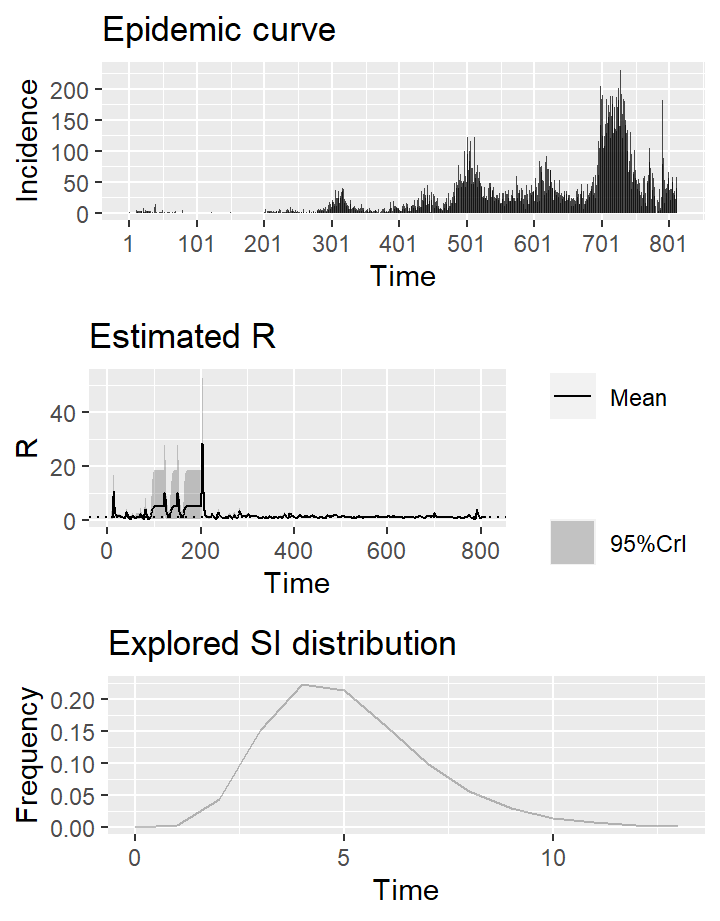 Epidemic curve
Incidence
200
150
100
50
0
1 101 201 301 401 501 601 701 801
Time
Estimated R
R
40
20
0
0 200 400 600 800
Time
Mean
95%CrI
Explored SI distribution
Frequency
0.20
0.15
0.10
0.05
0.00
0 5 10
Time